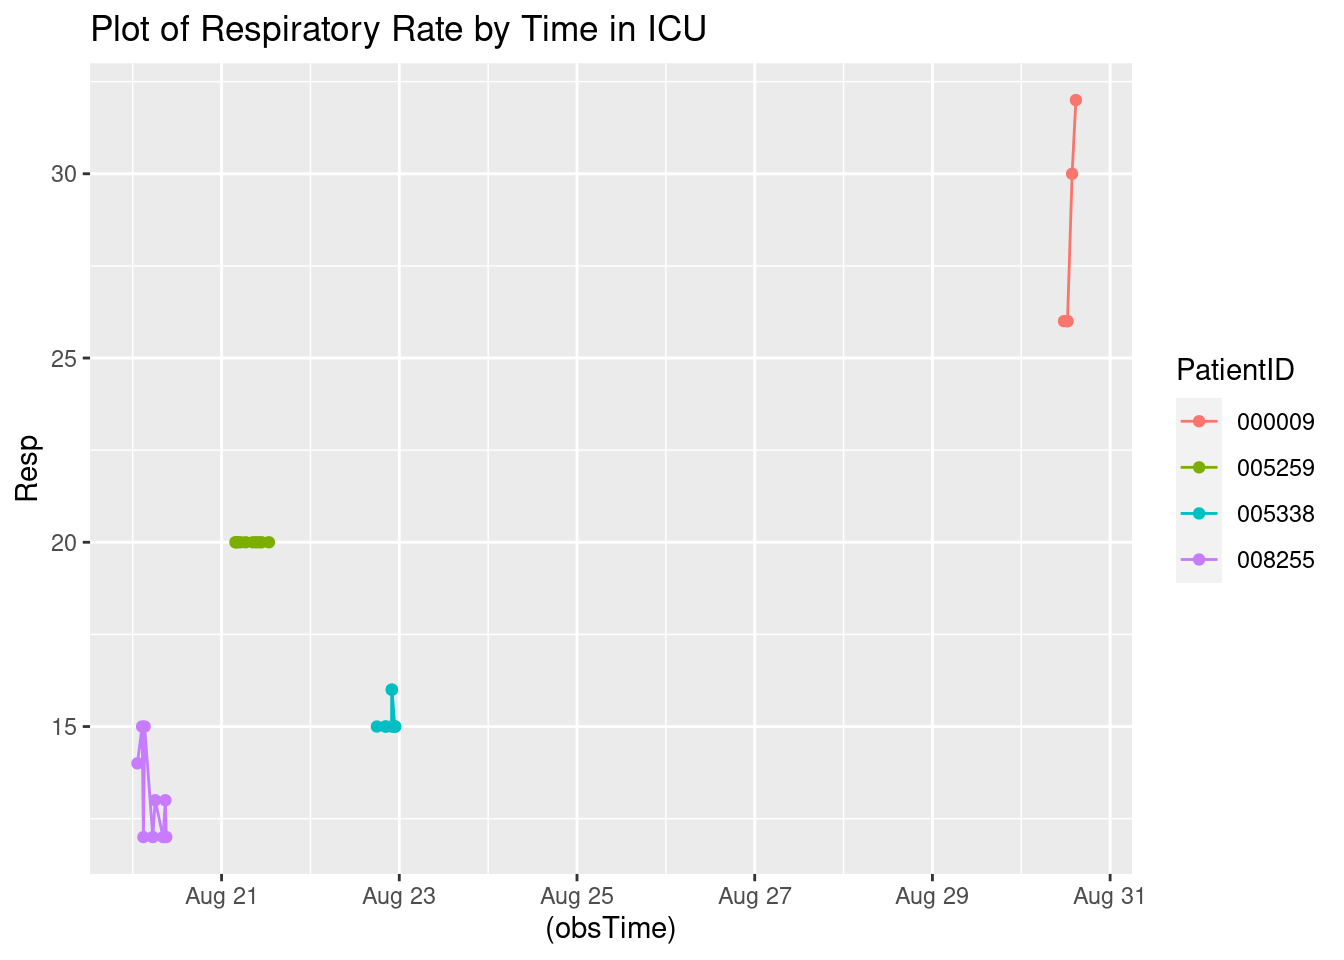 Plot of Respiratory Rate by Time in ICU
Resp
30
25
20
15
Aug 21 Aug 23 Aug 25 Aug 27 Aug 29 Aug 31
(obsTime)
PatientID
000009
005259
005338
008255